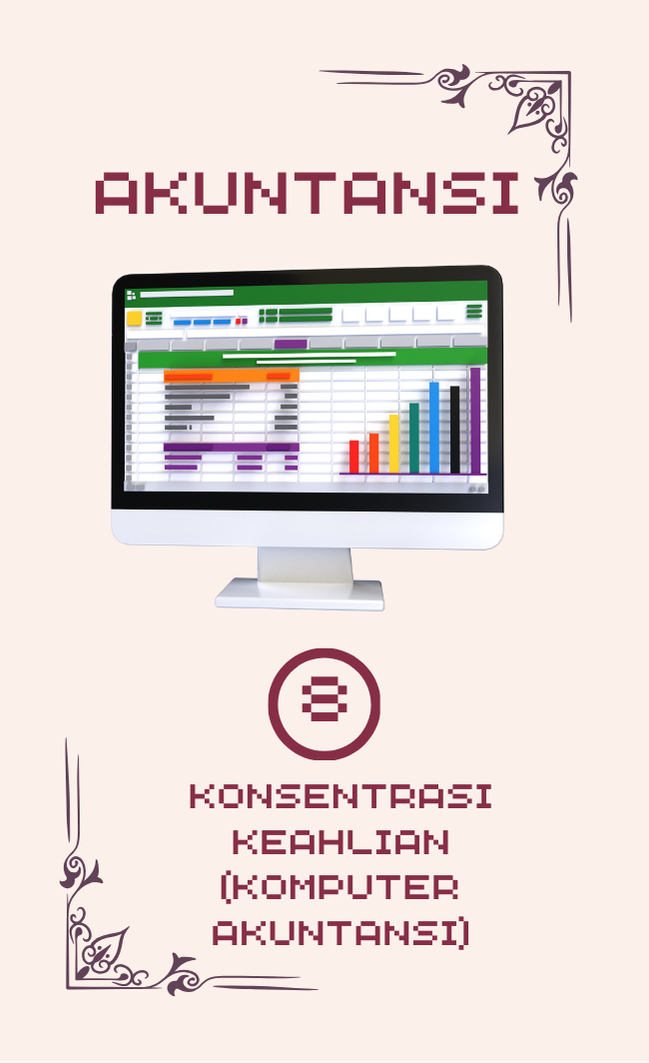 AKUNTANSI
8
KONSENTRASI
KEAHLIAN
(KOMPUTER
AKUNTANSI)